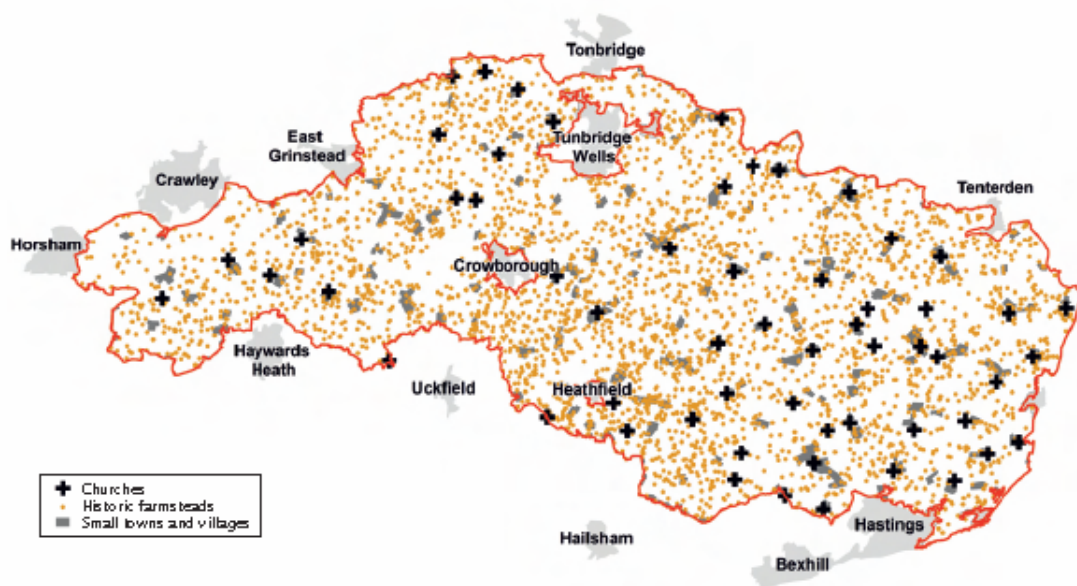 Tonbridge
East
Grinstead
Tunbridge
Wells
Crawley
Tenterden
Horsham
Crowborough
Haywards
Heath
Uckfield
Heathfield
Churches
Historic farmsteads
Small towns and villages
Hastings
Hailsham
Bexhill